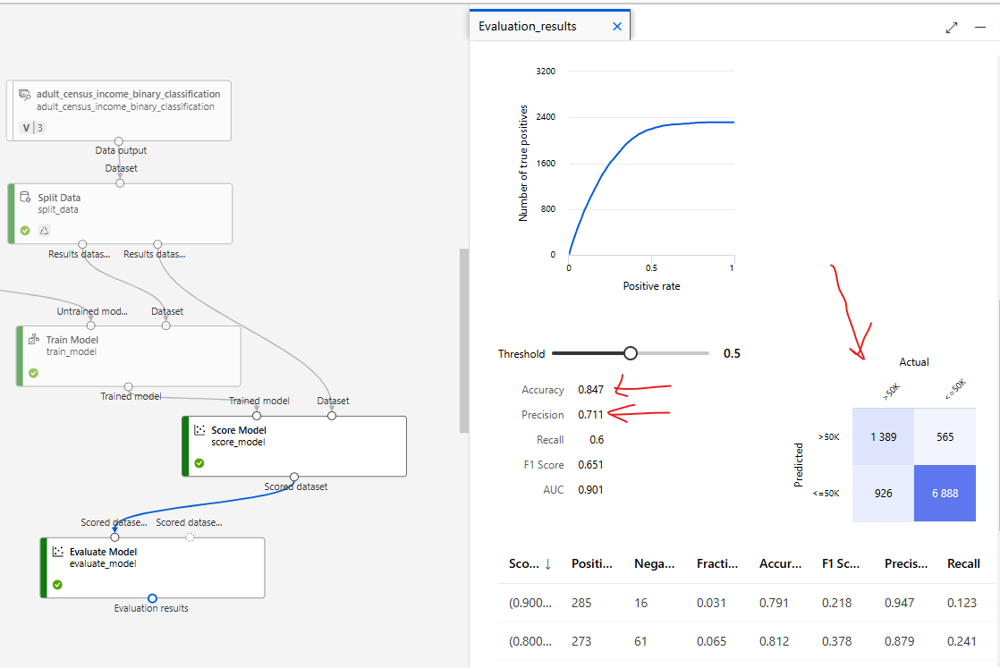 adult_census_income_binary_classification
adult_census_income_binary_classification
V | 3
Data output
Dataset
Split Data
split_data
Results datas... Results datas...
Untrained mod... Dataset
Train Model
train_model
Trained model
Trained model Dataset
Score Model
score_model
Scored dataset
Scored datase... Scored datase...
Evaluate Model
evaluate_model
Evaluation results
Evaluation_results
3200
2400
1600
800
0
Number of true positives
0 0.5 1
Positive rate
Threshold 0.5
Accuracy 0.847
Precision 0.711
Recall 0.6
F1 Score 0.651
AUC 0.901
Actual
>50K <=50K
Predicted
>50K 1 389 565
<=50K 926 6 888
Sco... ↓ Positi... Nega... Fracti... Accur... F1 Sc... Precis... Recall
(0.900... 285 16 0.031 0.791 0.218 0.947 0.123
(0.800... 273 61 0.065 0.812 0.378 0.879 0.241